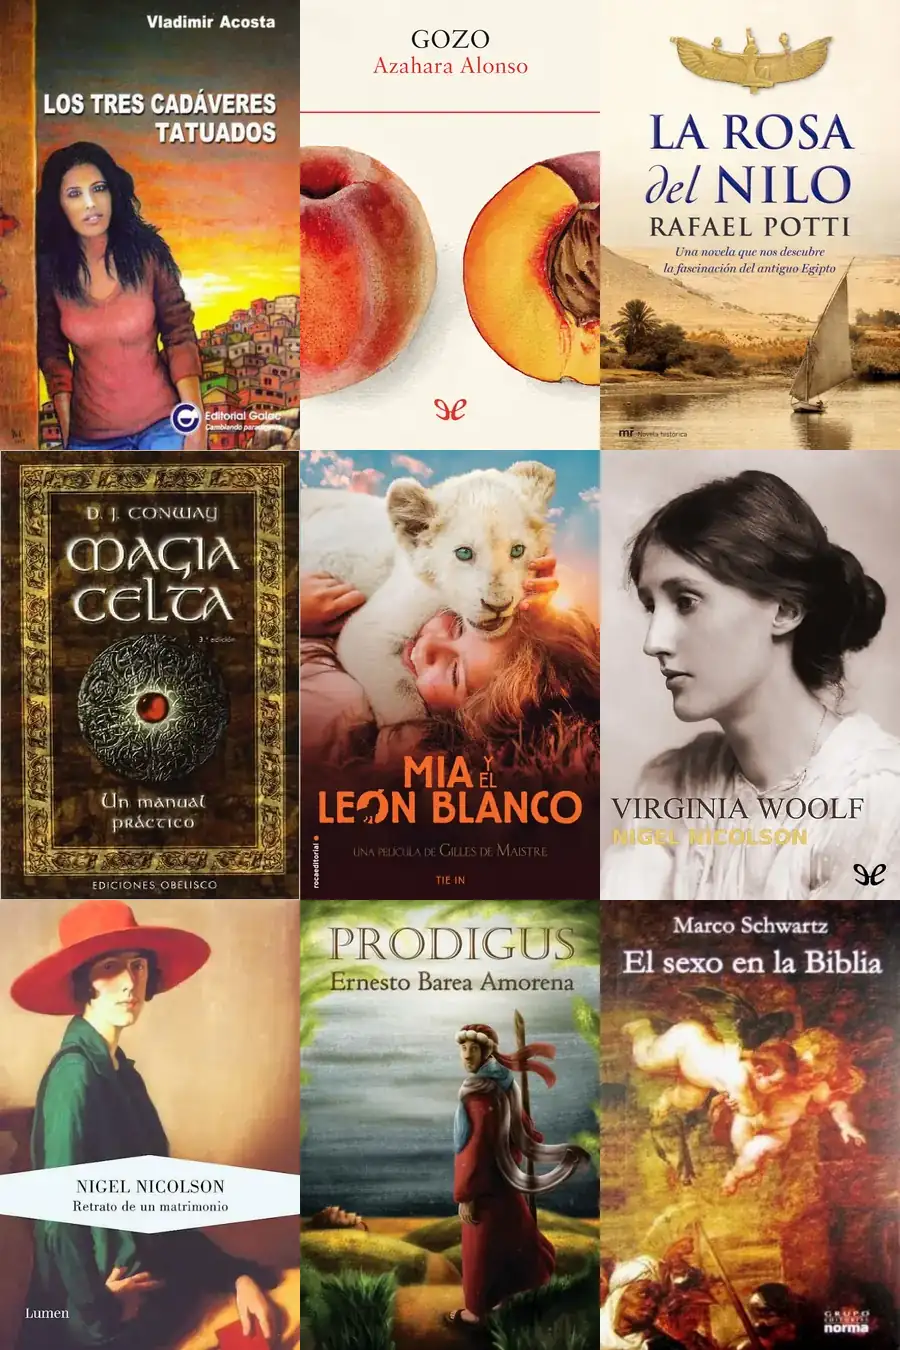 Vladimir Acosta
LOS TRES CADÁVERES
TATUADOS
Editorial Galac
Cambiando paradigmas
GOZO
Azahara Alonso
LA ROSA
del NILO
RAFAEL POTTI
Una novela que nos descubre
la fascinación del antiguo Egipto
mr Novela histórica
D. J. CONWAY
MAGIA
CELTA
3.ª edición
Un manual
práctico
EDICIONES OBELISCO
MIA Y EL
LEÓN BLANCO
UNA PELÍCULA DE GILLES DE MAISTRE
TIE IN
rocaeditorial
VIRGINIA WOOLF
NIGEL NICOLSON
NIGEL NICOLSON
Retrato de un matrimonio
Lumen
PRODIGUS
Ernesto Barea Amorena
Marco Schwartz
El sexo en la Biblia
GRUPO
EDITORIAL
norma